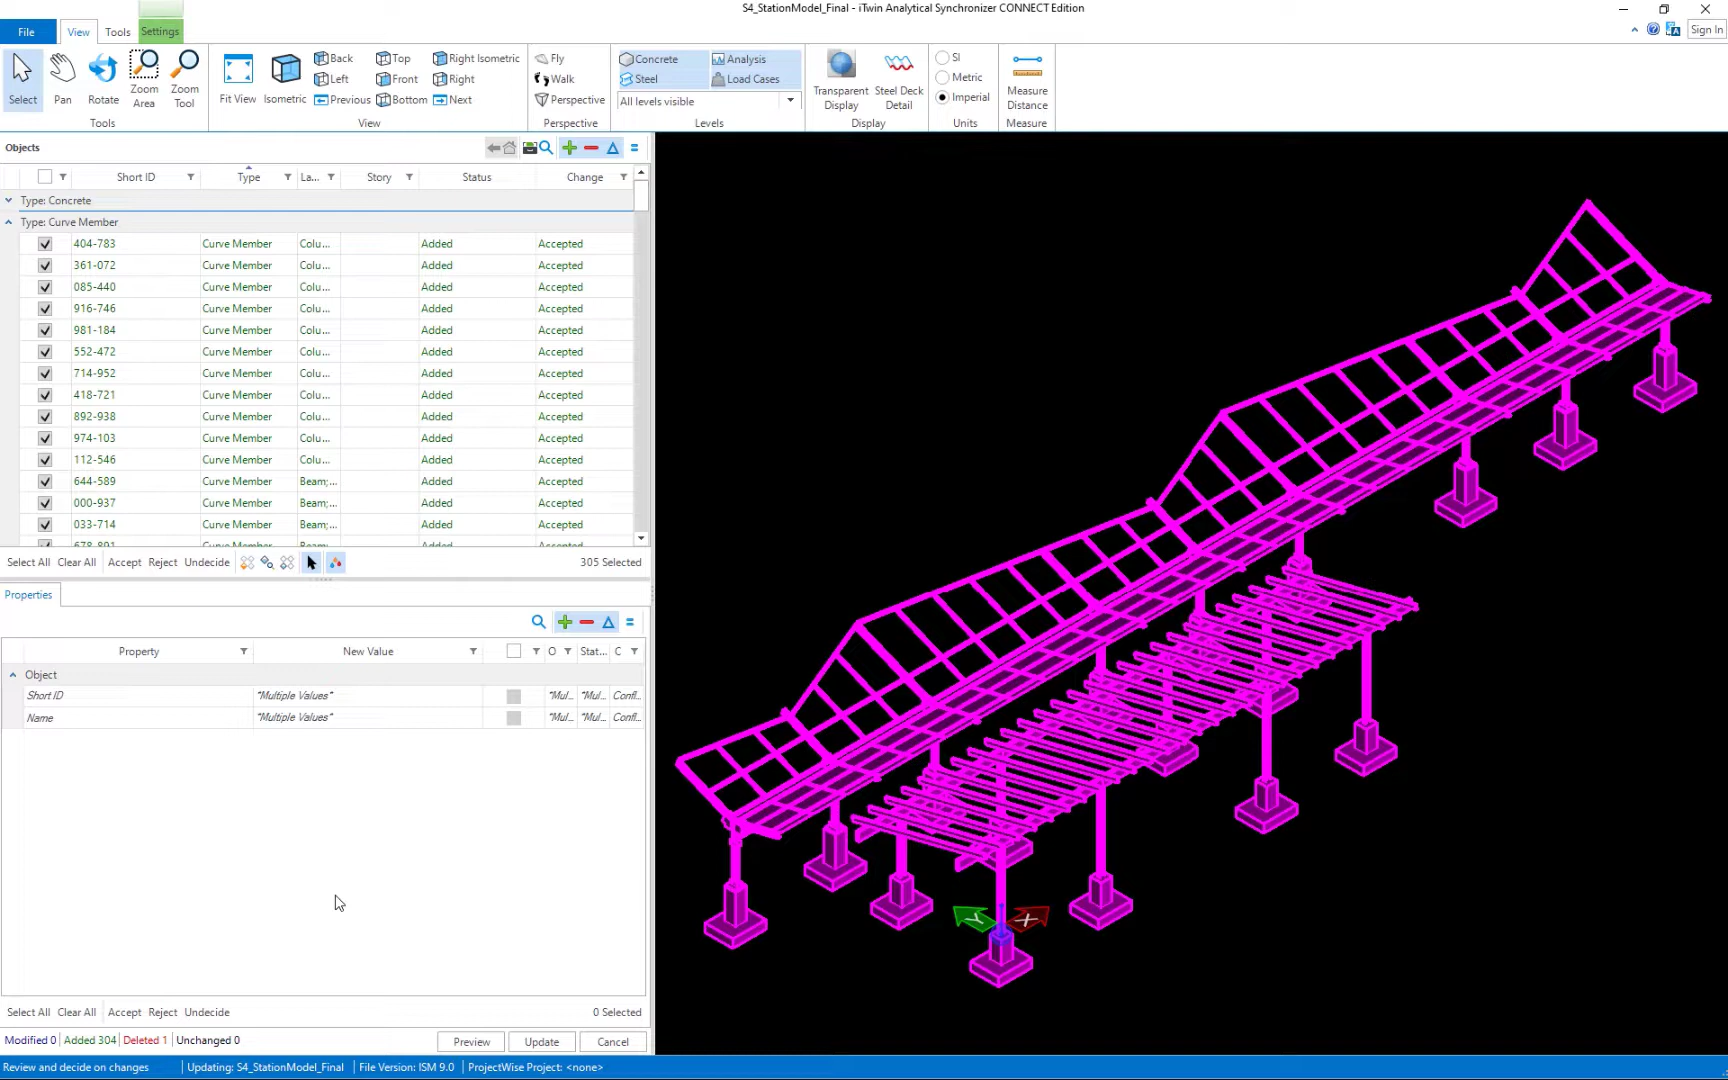 S4_StationModel_Final - iTwin Analytical Synchronizer CONNECT Edition
File View Tools Settings Sign In
Select Pan Rotate Zoom Area Zoom Tool Tools
Fit View Isometric Back Top Right Isometric
Left Front Right
Previous Bottom Next
View
Fly
Walk
Perspective
Perspective
Concrete Analysis
Steel Load Cases
All levels visible
Levels
Transparent Display Steel Deck Detail
Display
SI
Metric
Imperial
Units
Measure Distance
Measure
Objects
Short ID Type La... Story Status Change
Type: Concrete
Type: Curve Member
404-783 Curve Member Colu... Added Accepted
361-072 Curve Member Colu... Added Accepted
085-440 Curve Member Colu... Added Accepted
916-746 Curve Member Colu... Added Accepted
981-184 Curve Member Colu... Added Accepted
552-472 Curve Member Colu... Added Accepted
714-952 Curve Member Colu... Added Accepted
418-721 Curve Member Colu... Added Accepted
892-938 Curve Member Colu... Added Accepted
974-103 Curve Member Colu... Added Accepted
112-546 Curve Member Colu... Added Accepted
644-589 Curve Member Beam;... Added Accepted
000-937 Curve Member Beam;... Added Accepted
033-714 Curve Member Beam;... Added Accepted
Select All Clear All Accept Reject Undecide 305 Selected
Properties
Property New Value O Stat... C
Object
Short ID *Multiple Values* *Mul... *Mul... Confl...
Name *Multiple Values* *Mul... *Mul... Confl...
Y X
Select All Clear All Accept Reject Undecide 0 Selected
Modified 0 Added 304 Deleted 1 Unchanged 0 Preview Update Cancel
Review and decide on changes Updating: S4_StationModel_Final File Version: ISM 9.0 ProjectWise Project: <none>